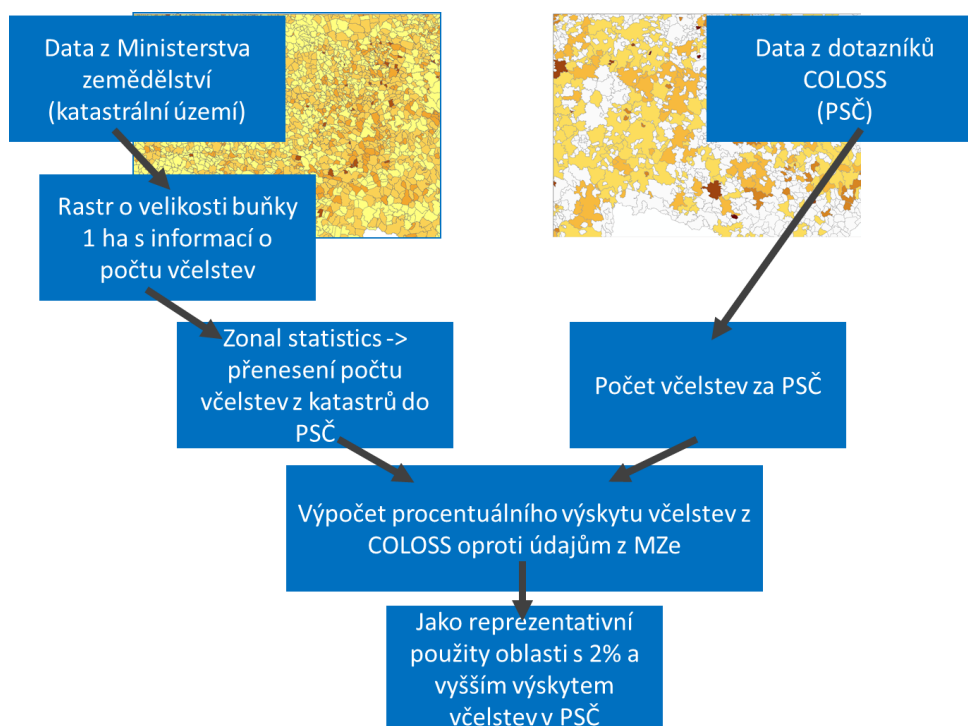 Data z Ministerstva
zemědělství
(katastrální území)
Data z dotazníků
COLOSS
(PSČ)
Rastr o velikosti buňky
1 ha s informací o
počtu včelstev
Zonal statistics ->
přenesení počtu
včelstev z katastrů do
PSČ
Počet včelstev za PSČ
Výpočet procentuálního výskytu včelstev z
COLOSS oproti údajům z MZe
Jako reprezentativní
použity oblasti s 2% a
vyšším výskytem
včelstev v PSČ